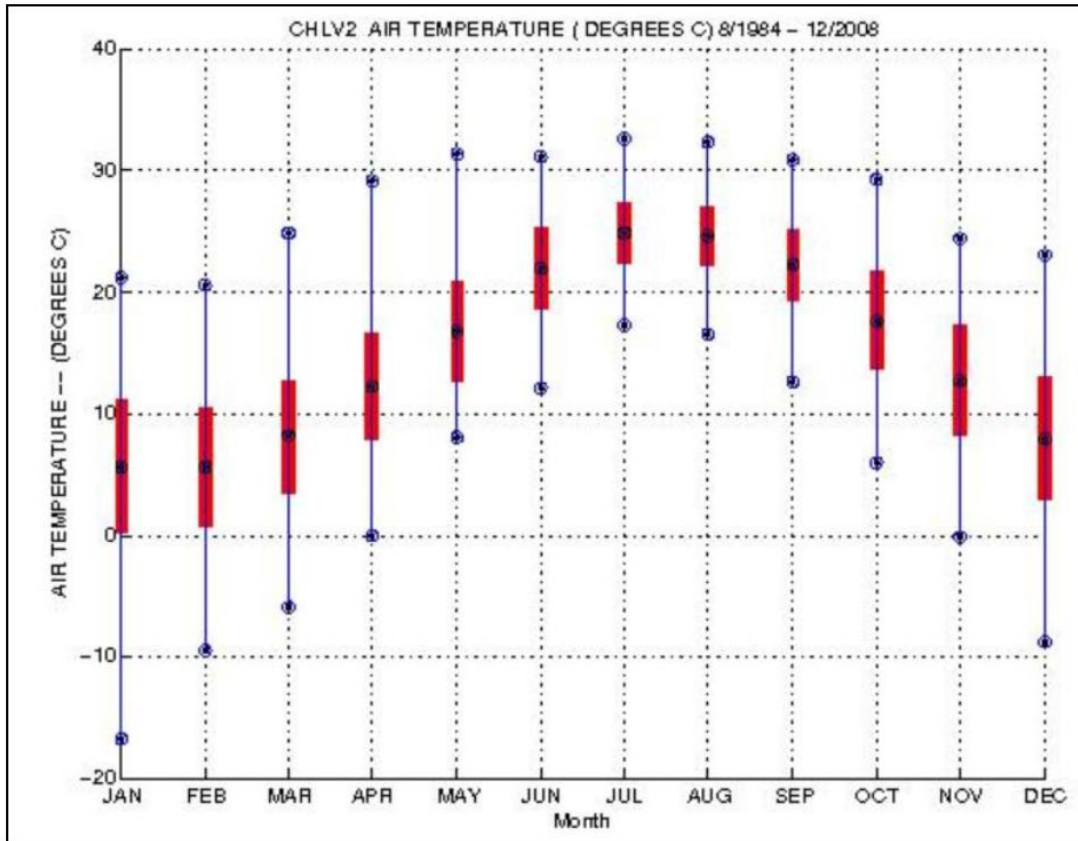 CHLV2 AIR TEMPERATURE ( DEGREES C) 8/1984 – 12/2008
40
30
20
10
0
−10
−20
AIR TEMPERATURE −− (DEGREES C)
JAN FEB MAR APR MAY JUN JUL AUG SEP OCT NOV DEC
Month